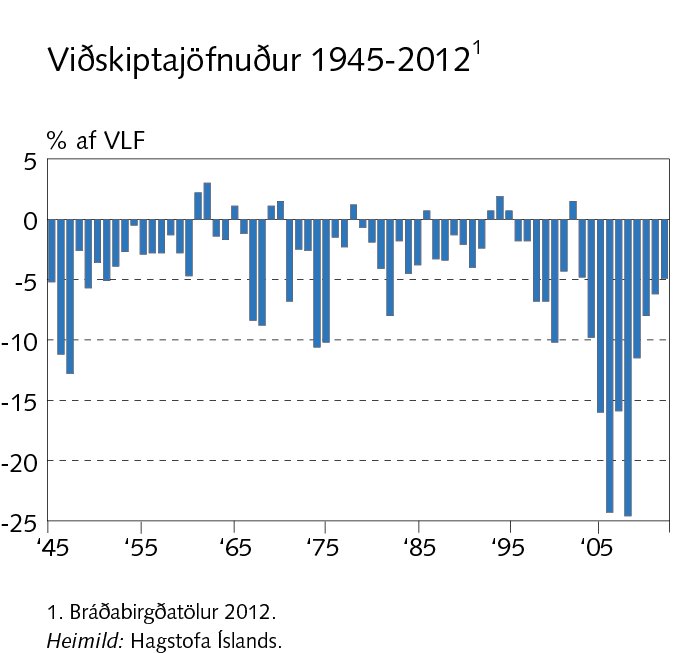 Viðskiptajöfnuður 1945-2012¹
% af VLF
5
0
-5
-10
-15
-20
-25
‘45 ‘55 ‘65 ‘75 ‘85 ‘95 ‘05
1. Bráðabirgðatölur 2012.
Heimild: Hagstofa Íslands.